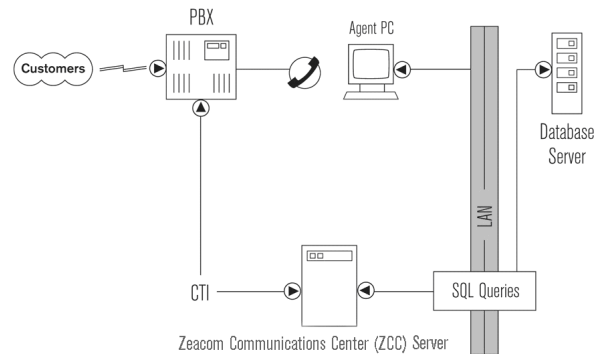 PBX
Agent PC
Customers
Database
Server
LAN
CTI
SQL Queries
Zeacom Communications Center (ZCC) Server